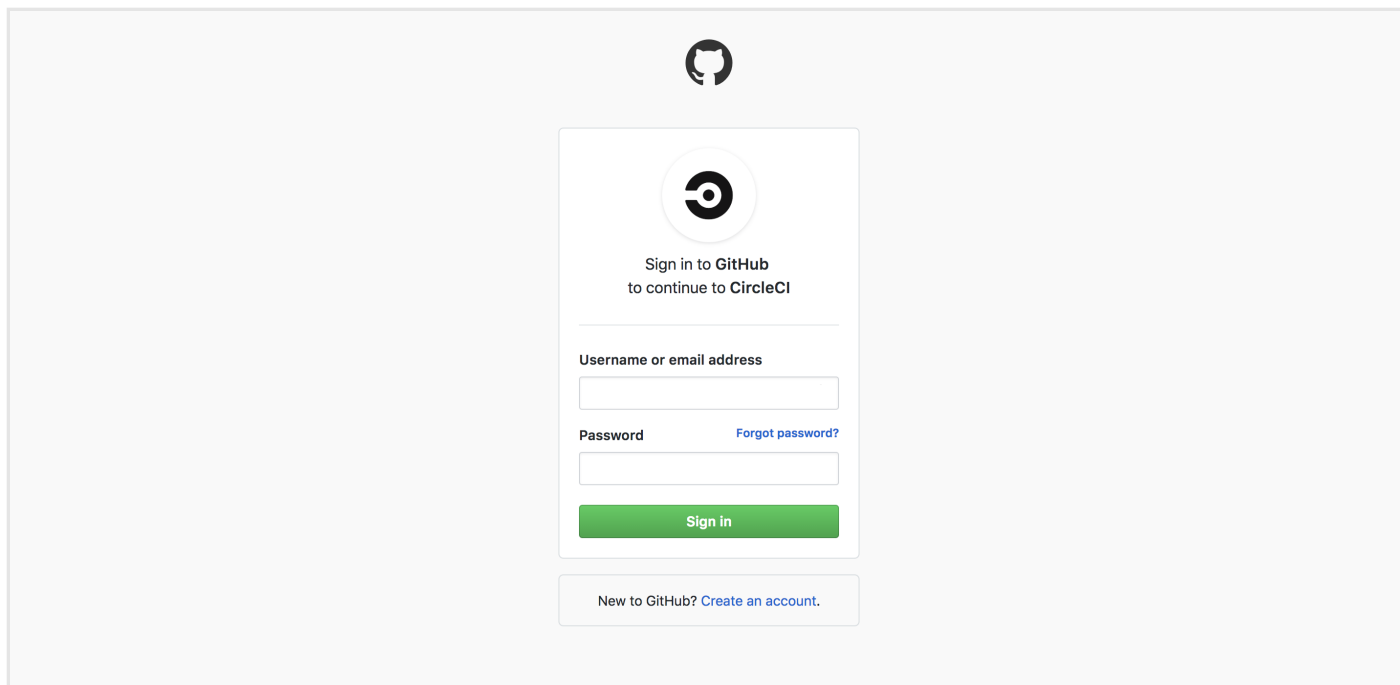 Sign in to GitHub
to continue to CircleCI
Username or email address
Password Forgot password?
Sign in
New to GitHub? Create an account.